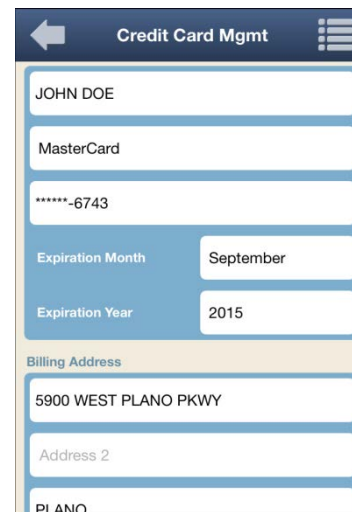 Credit Card Mgmt
JOHN DOE
MasterCard
******-6743
Expiration Month September
Expiration Year 2015
Billing Address
5900 WEST PLANO PKWY
Address 2
PLANO